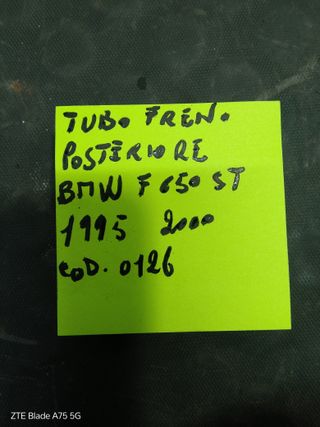 TUBO FRENO
POSTERIORE
BMW F 650 ST
1995 2000
COD. 0126
ZTE Blade A75 5G